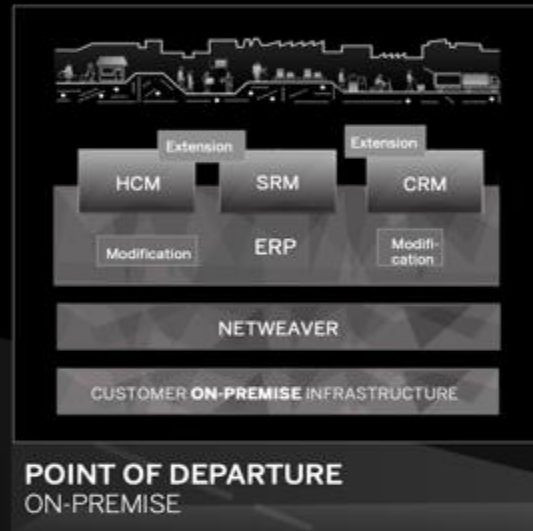 Extension
Extension
HCM
SRM
CRM
Modification
ERP
Modifi-
cation
NETWEAVER
CUSTOMER ON-PREMISE INFRASTRUCTURE
POINT OF DEPARTURE
ON-PREMISE